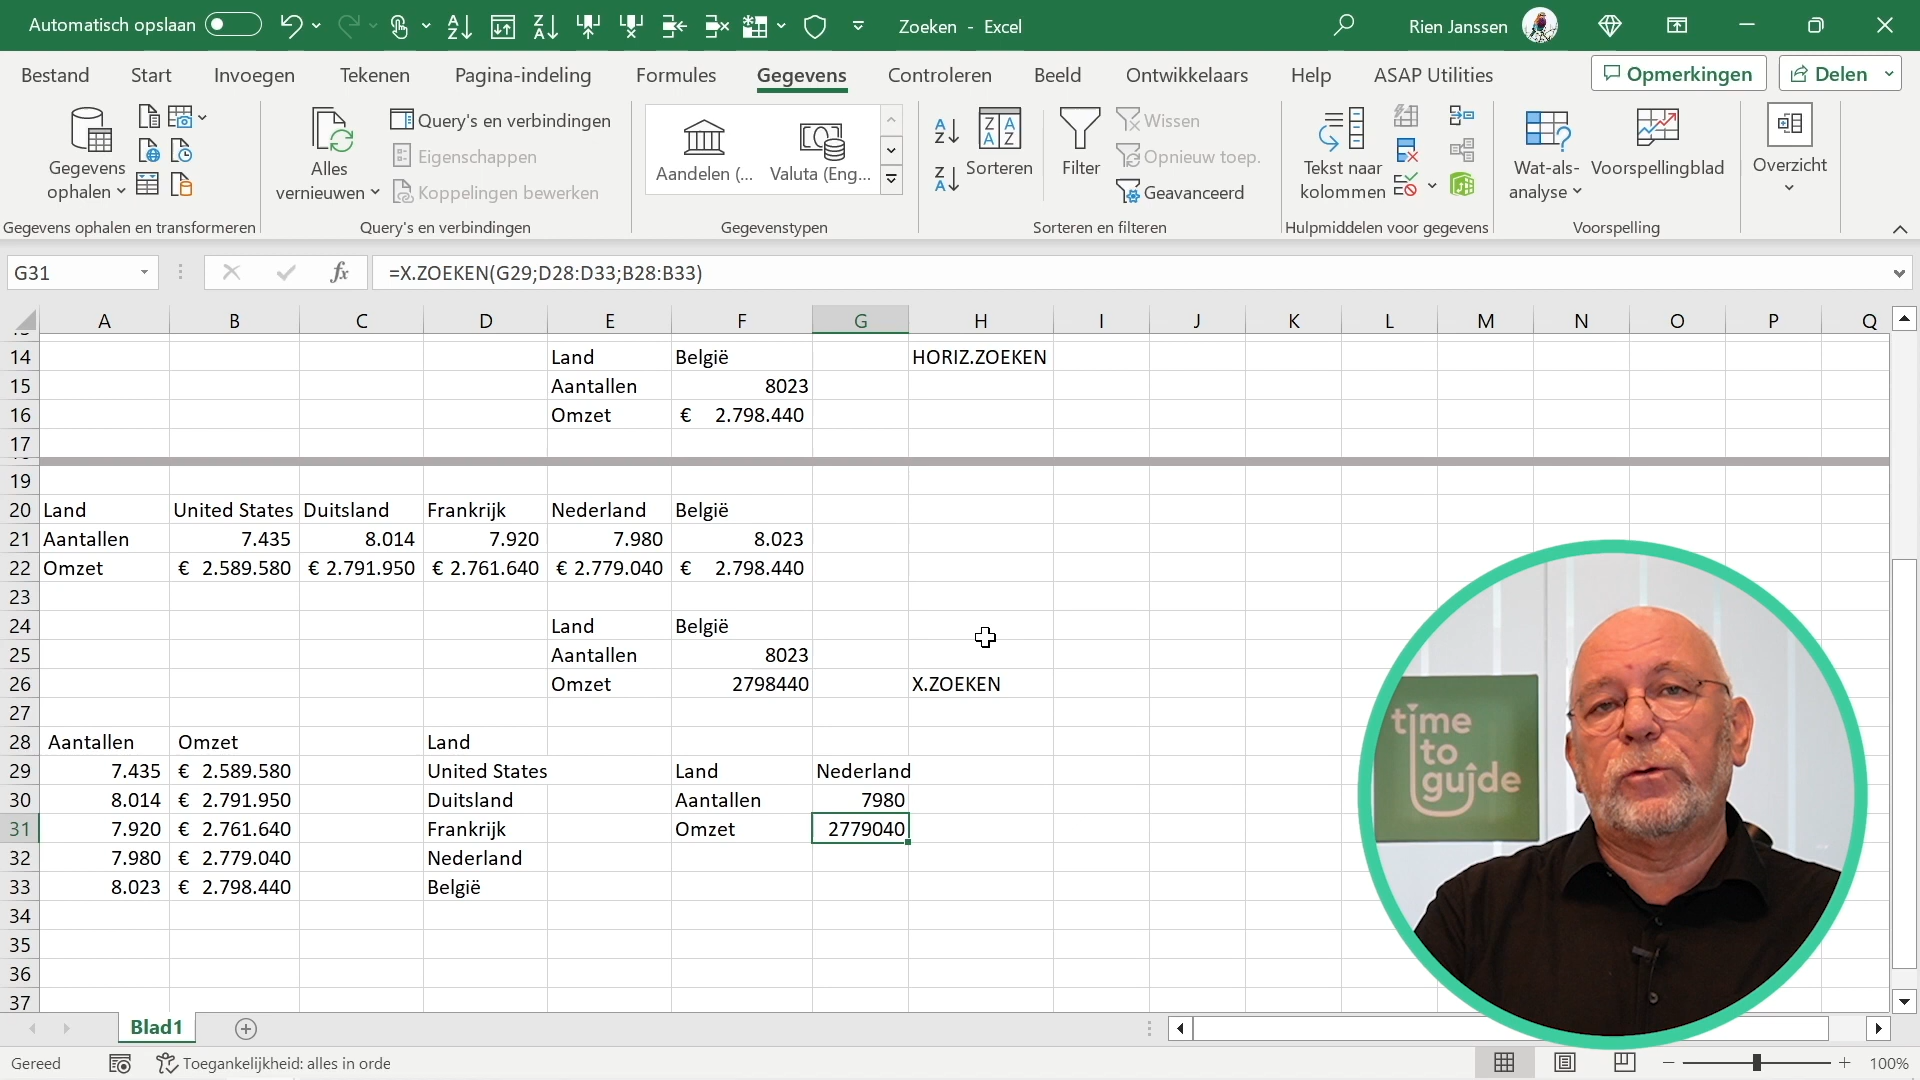 Automatisch opslaan Zoeken - Excel Rien Janssen
Bestand Start Invoegen Tekenen Pagina-indeling Formules Gegevens Controleren Beeld Ontwikkelaars Help ASAP Utilities Opmerkingen Delen
Gegevens ophalen
Alles vernieuwen
Query's en verbindingen
Eigenschappen
Koppelingen bewerken
Aandelen (... Valuta (Eng...
Sorteren
Filter
Wissen
Opnieuw toep.
Geavanceerd
Tekst naar kolommen
Wat-als-analyse
Voorspellingblad
Overzicht
Gegevens ophalen en transformeren Query's en verbindingen Gegevenstypen Sorteren en filteren Hulpmiddelen voor gegevens Voorspelling
G31 fx =X.ZOEKEN(G29;D28:D33;B28:B33)
A B C D E F G H I J K L M N O P Q
14 Land België HORIZ.ZOEKEN
15 Aantallen 8023
16 Omzet € 2.798.440
17
19
20 Land United States Duitsland Frankrijk Nederland België
21 Aantallen 7.435 8.014 7.920 7.980 8.023
22 Omzet € 2.589.580 € 2.791.950 € 2.761.640 € 2.779.040 € 2.798.440
23
24 Land België
25 Aantallen 8023
26 Omzet 2798440 X.ZOEKEN
27
28 Aantallen Omzet Land
29 7.435 € 2.589.580 United States Land Nederland
30 8.014 € 2.791.950 Duitsland Aantallen 7980
31 7.920 € 2.761.640 Frankrijk Omzet 2779040
32 7.980 € 2.779.040 Nederland
33 8.023 € 2.798.440 België
34
35
36
37
time
to
guide
Blad1
Gereed Toegankelijkheid: alles in orde 100%